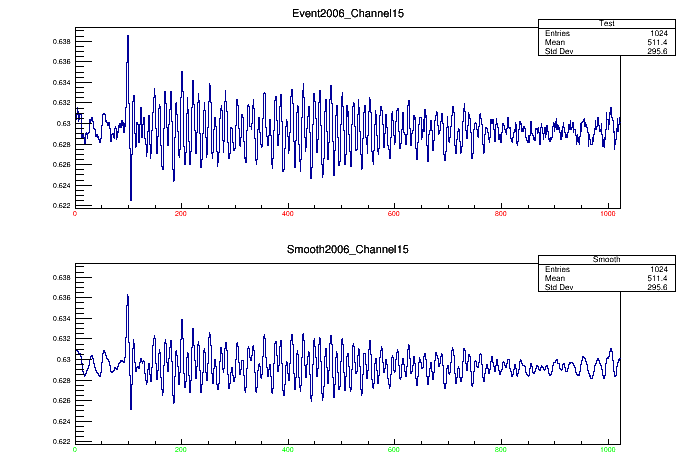 Event2006_Channel15
Test
Entries 1024
Mean 511.4
Std Dev 295.6
0.638
0.636
0.634
0.632
0.63
0.628
0.626
0.624
0.622
0 200 400 600 800 1000
Smooth2006_Channel15
Smooth
Entries 1024
Mean 511.4
Std Dev 295.6
0.638
0.636
0.634
0.632
0.63
0.628
0.626
0.624
0.622
0 200 400 600 800 1000